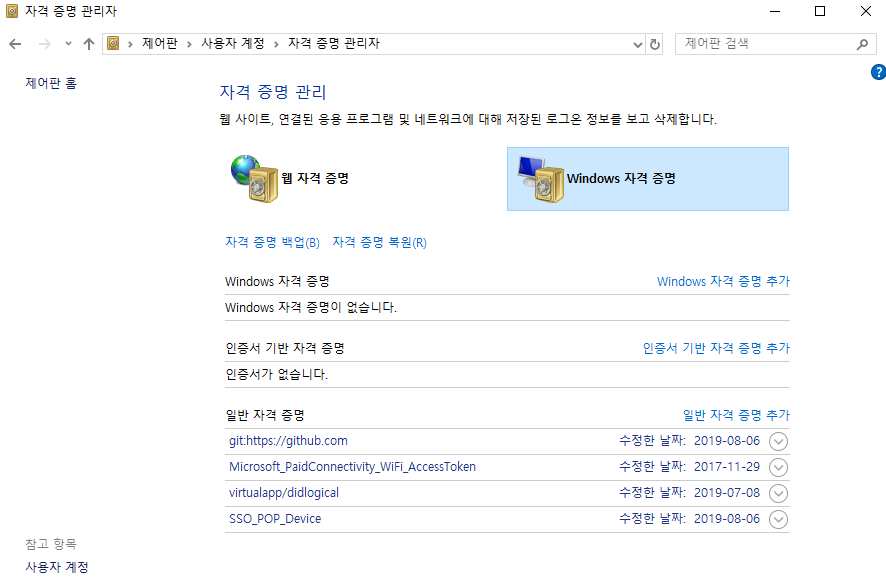 자격 증명 관리자
제어판 › 사용자 계정 › 자격 증명 관리자
제어판 검색
?
제어판 홈
자격 증명 관리
웹 사이트, 연결된 응용 프로그램 및 네트워크에 대해 저장된 로그온 정보를 보고 삭제합니다.
웹 자격 증명
Windows 자격 증명
자격 증명 백업(B) 자격 증명 복원(R)
Windows 자격 증명 Windows 자격 증명 추가
Windows 자격 증명이 없습니다.
인증서 기반 자격 증명 인증서 기반 자격 증명 추가
인증서가 없습니다.
일반 자격 증명 일반 자격 증명 추가
git:https://github.com 수정한 날짜: 2019-08-06
Microsoft_PaidConnectivity_WiFi_AccessToken 수정한 날짜: 2017-11-29
virtualapp/didlogical 수정한 날짜: 2019-07-08
SSO_POP_Device 수정한 날짜: 2019-08-06
참고 항목
사용자 계정